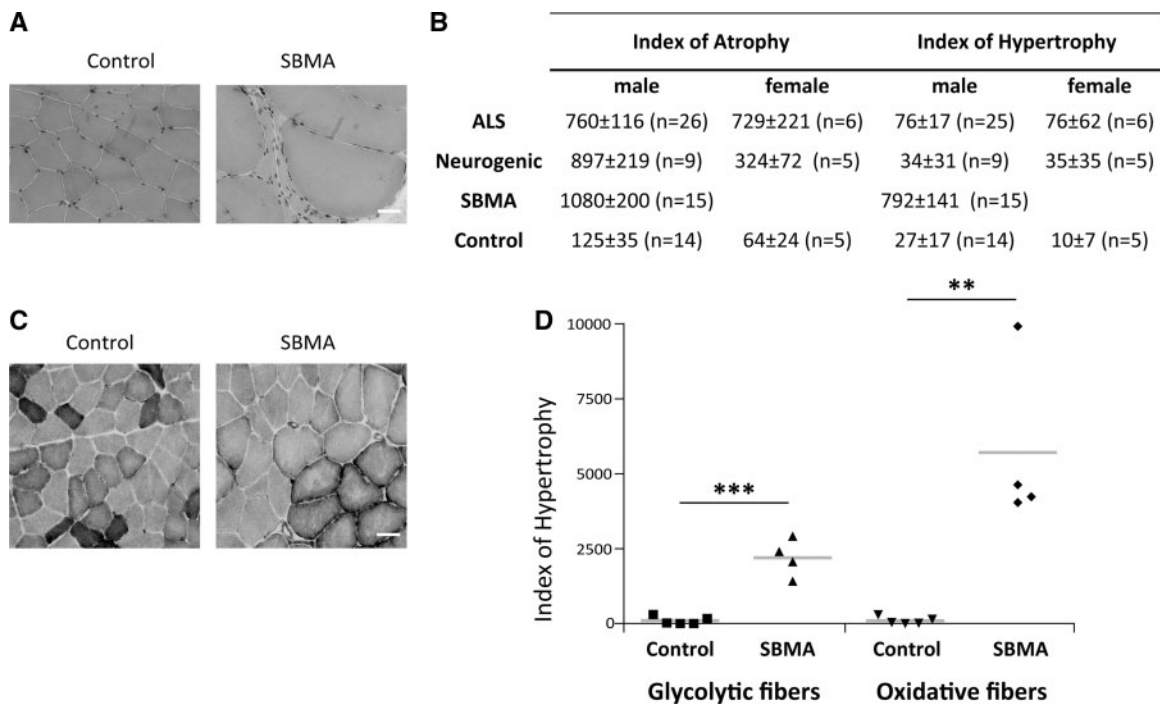 A
Control SBMA
B
Index of Atrophy Index of Hypertrophy
male female male female
ALS 760±116 (n=26) 729±221 (n=6) 76±17 (n=25) 76±62 (n=6)
Neurogenic 897±219 (n=9) 324±72 (n=5) 34±31 (n=9) 35±35 (n=5)
SBMA 1080±200 (n=15) 792±141 (n=15)
Control 125±35 (n=14) 64±24 (n=5) 27±17 (n=14) 10±7 (n=5)
C
Control SBMA
D
Index of Hypertrophy
10000
7500
5000
2500
0
***
**
Control SBMA Control SBMA
Glycolytic fibers Oxidative fibers